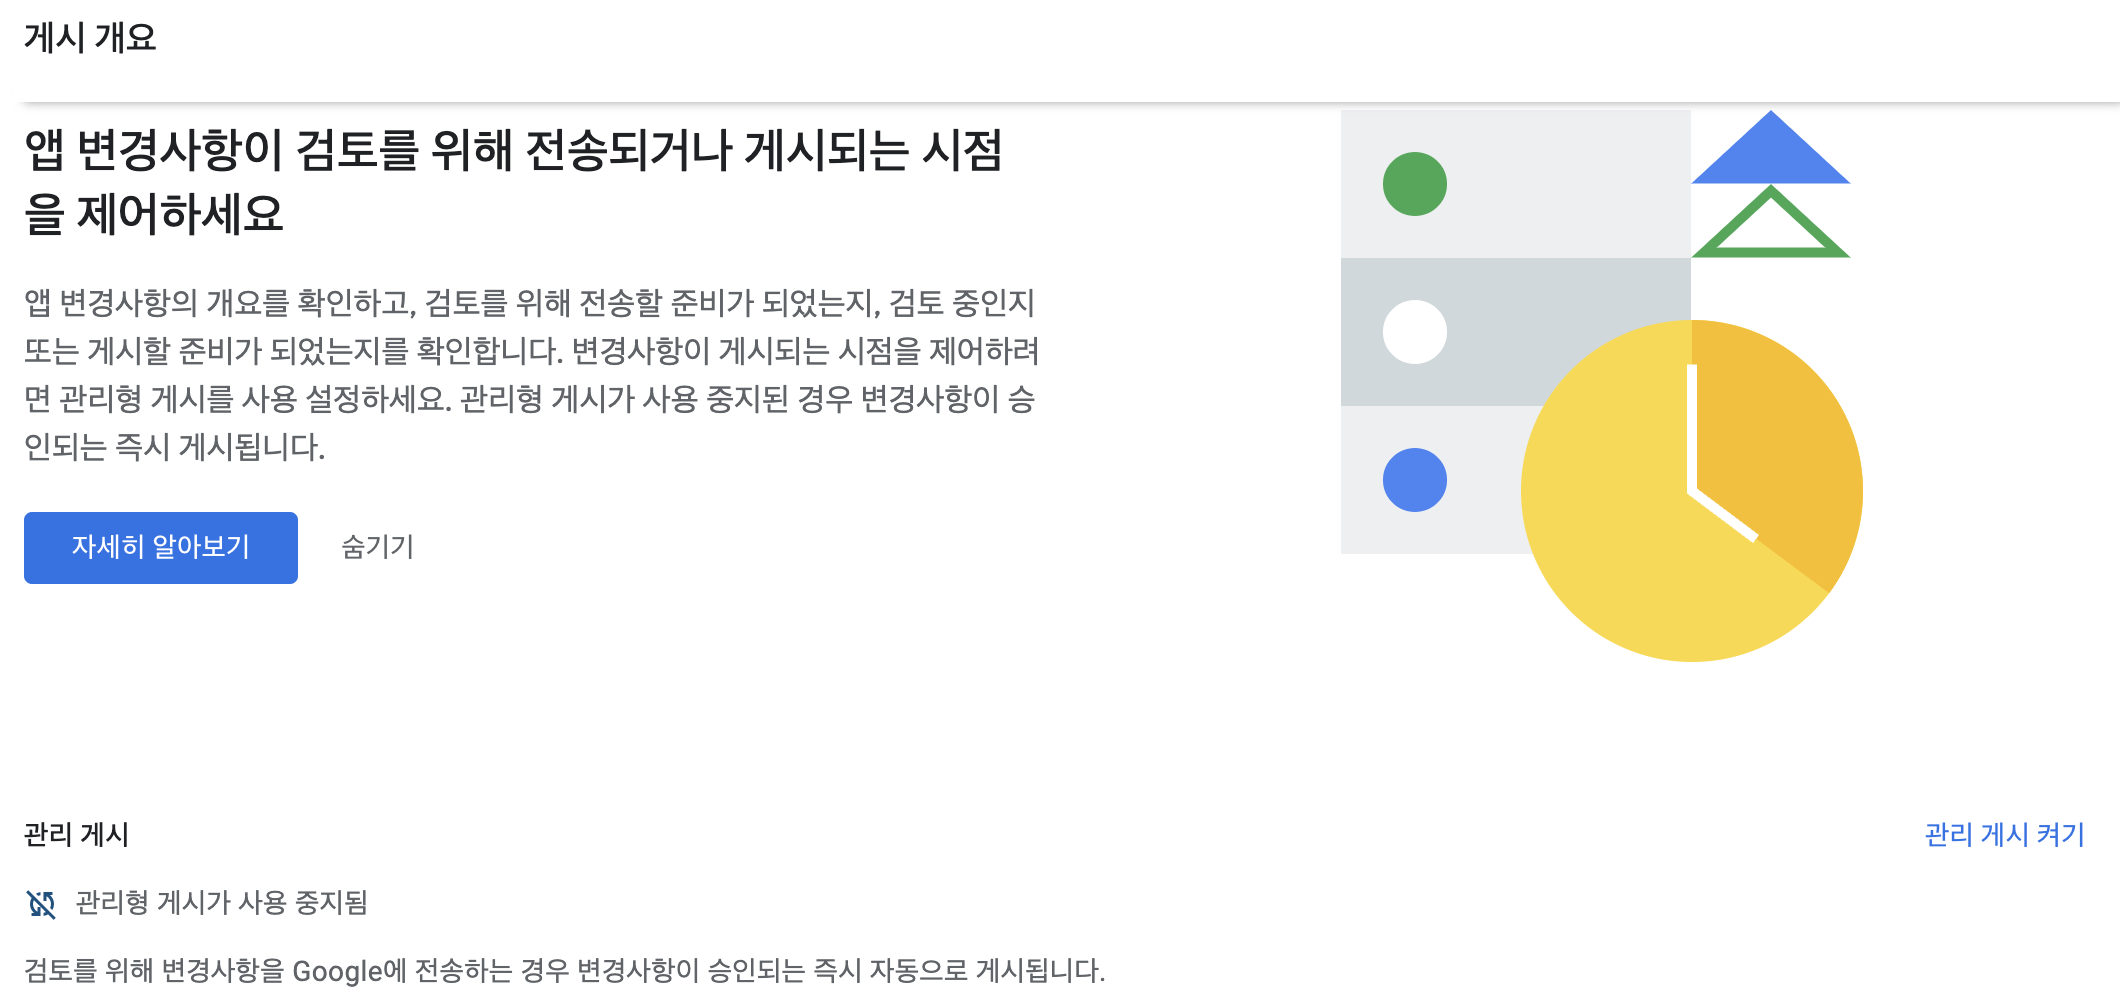 게시 개요
앱 변경사항이 검토를 위해 전송되거나 게시되는 시점
을 제어하세요
앱 변경사항의 개요를 확인하고, 검토를 위해 전송할 준비가 되었는지, 검토 중인지
또는 게시할 준비가 되었는지를 확인합니다. 변경사항이 게시되는 시점을 제어하려
면 관리형 게시를 사용 설정하세요. 관리형 게시가 사용 중지된 경우 변경사항이 승
인되는 즉시 게시됩니다.
자세히 알아보기 숨기기
관리 게시 관리 게시 켜기
관리형 게시가 사용 중지됨
검토를 위해 변경사항을 Google에 전송하는 경우 변경사항이 승인되는 즉시 자동으로 게시됩니다.